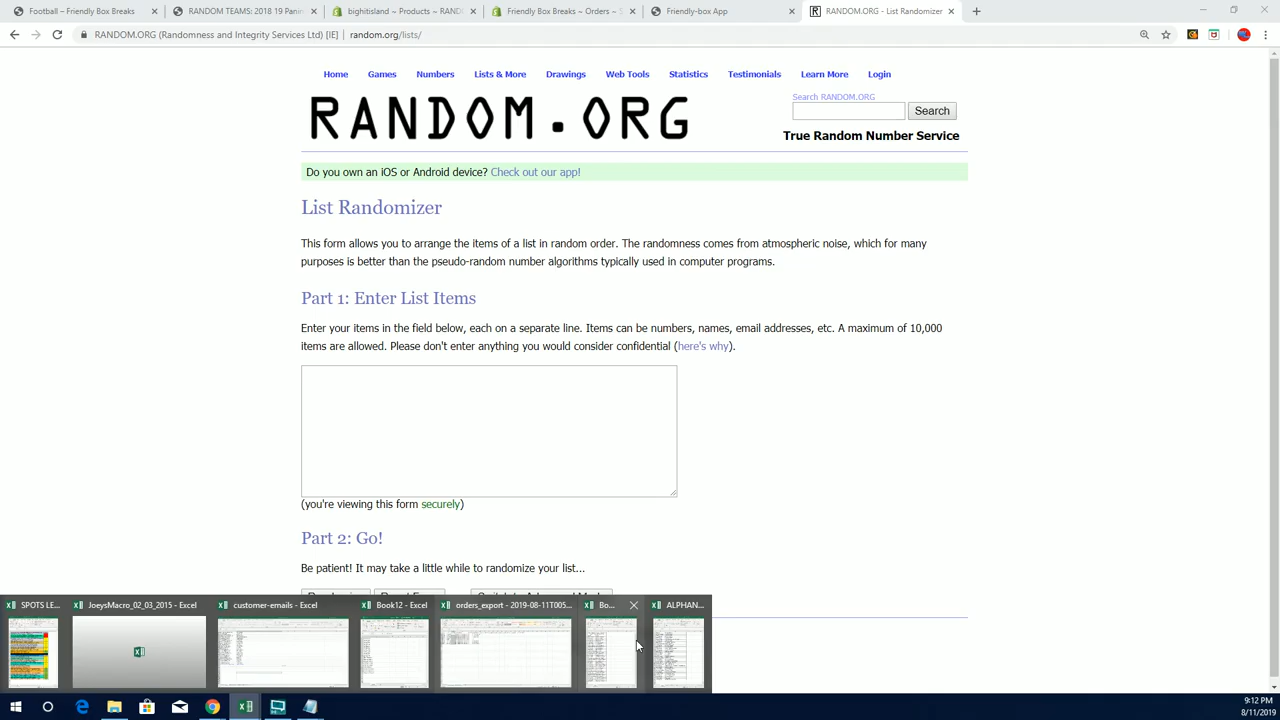 Football – Friendly Box Breaks
RANDOM TEAMS: 2018 19 Panin
bighitisland ~ Products ~ RAND
Friendly Box Breaks ~ Orders ~ S
Friendly-box App
RANDOM.ORG - List Randomizer
RANDOM.ORG (Randomness and Integrity Services Ltd) [IE] | random.org/lists/
Home Games Numbers Lists & More Drawings Web Tools Statistics Testimonials Learn More Login
RANDOM.ORG
Search RANDOM.ORG
Search
True Random Number Service
Do you own an iOS or Android device? Check out our app!
List Randomizer
This form allows you to arrange the items of a list in random order. The randomness comes from atmospheric noise, which for many
purposes is better than the pseudo-random number algorithms typically used in computer programs.
Part 1: Enter List Items
Enter your items in the field below, each on a separate line. Items can be numbers, names, email addresses, etc. A maximum of 10,000
items are allowed. Please don't enter anything you would consider confidential (here's why).
(you're viewing this form securely)
Part 2: Go!
Be patient! It may take a little while to randomize your list...
SPOTS LE...
JoeysMacro_02_03_2015 - Excel
customer-emails - Excel
Book12 - Excel
orders_export - 2019-08-11T005...
Bo...
ALPHAN...
9:12 PM
8/11/2019